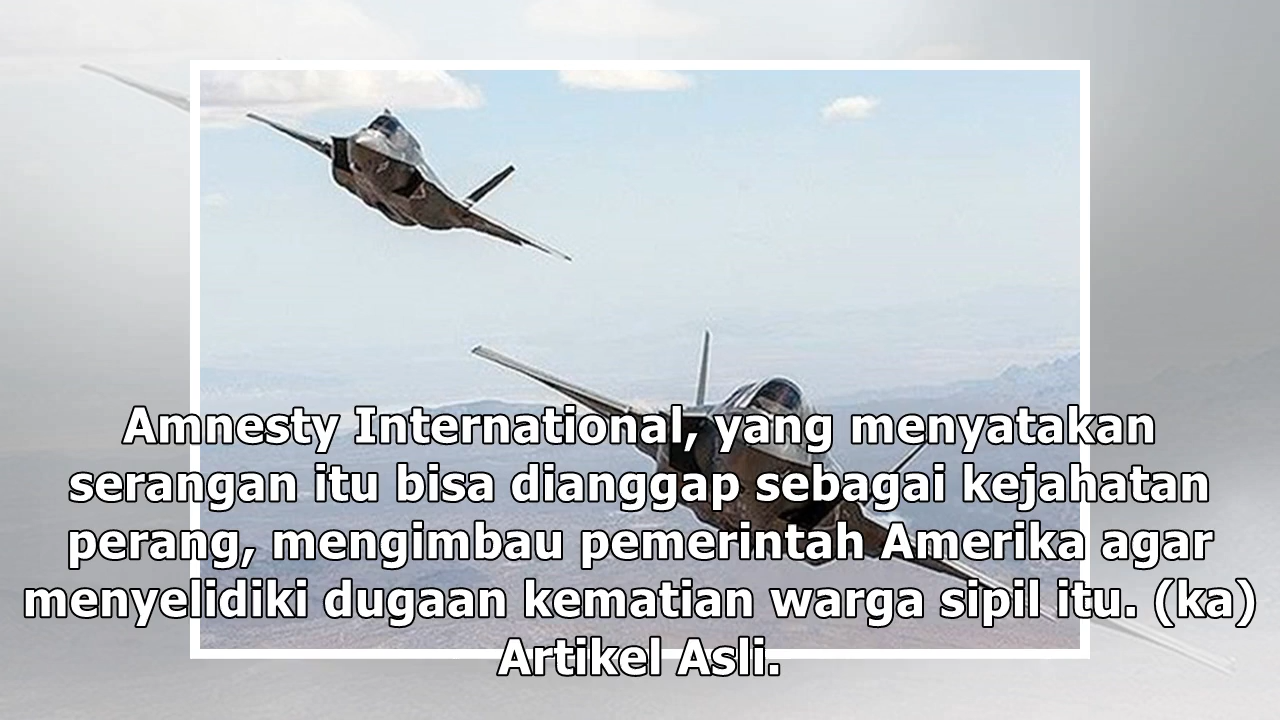 Amnesty International, yang menyatakan
serangan itu bisa dianggap sebagai kejahatan
perang, mengimbau pemerintah Amerika agar
menyelidiki dugaan kematian warga sipil itu. (ka)
Artikel Asli.